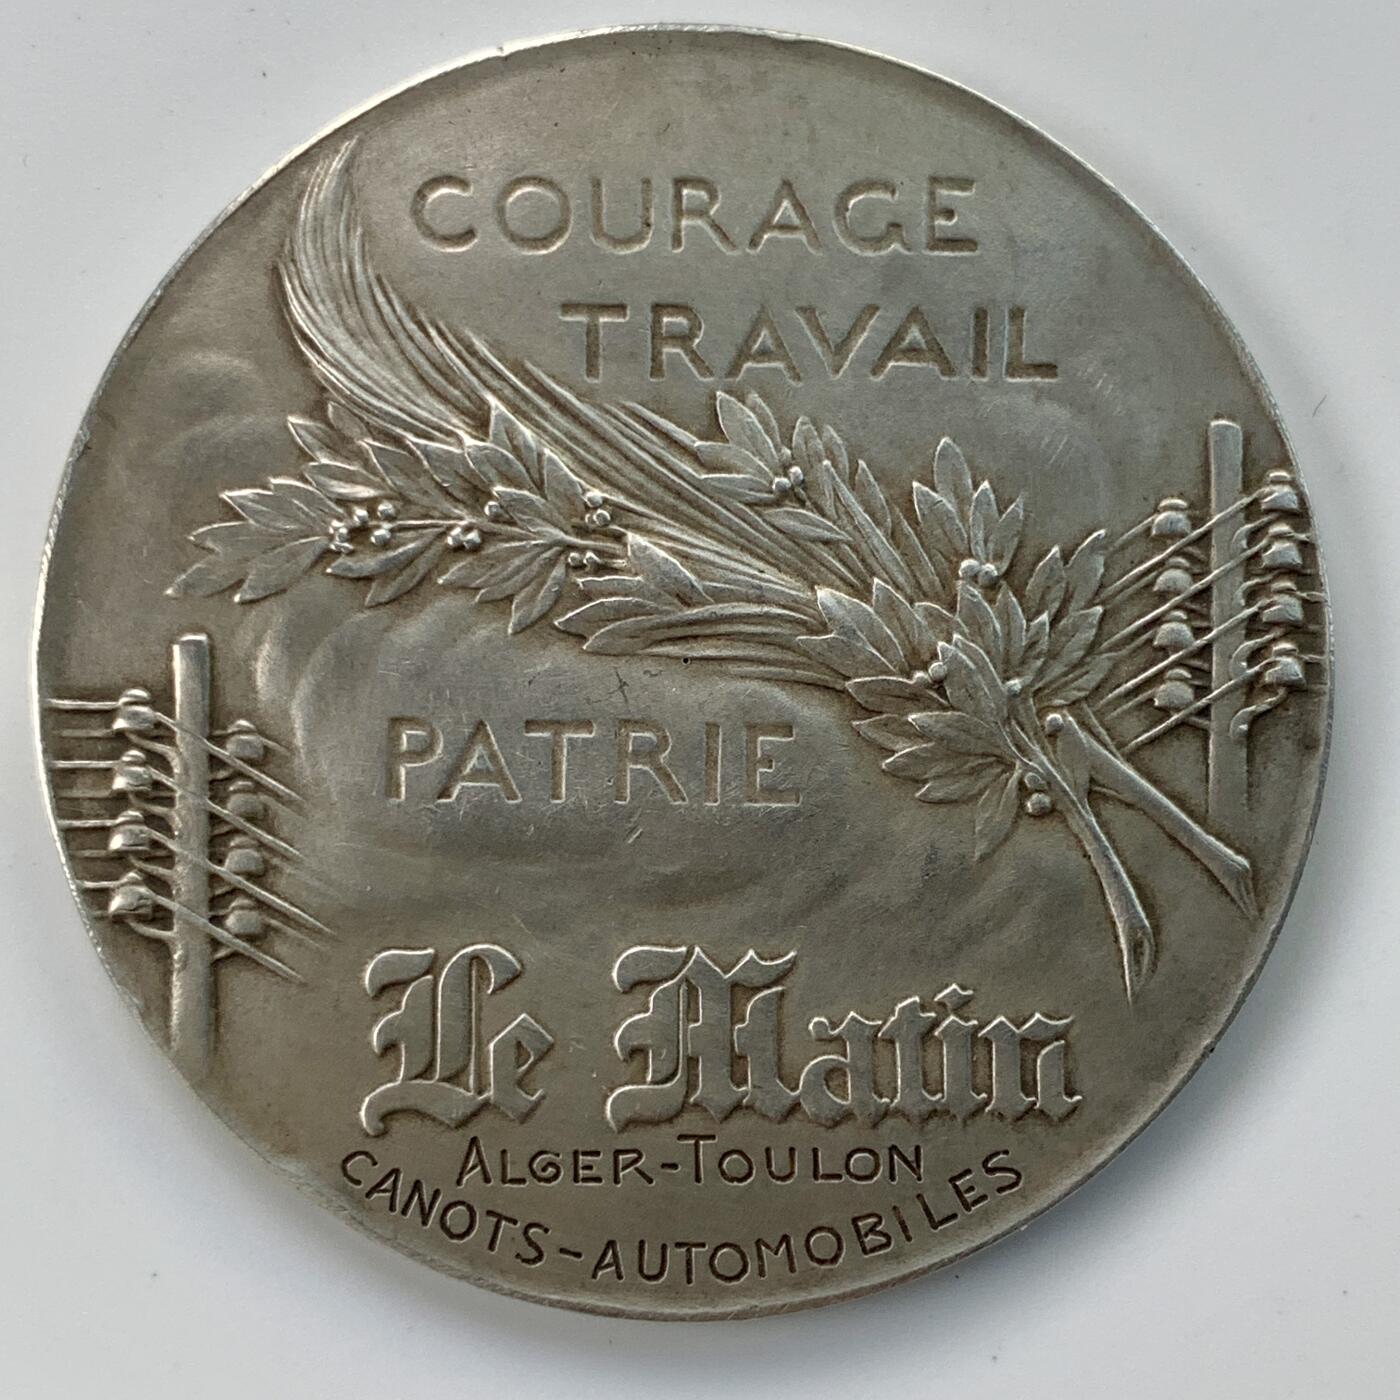 COURAGE
TRAVAIL
PATRIE
Le Matin
ALGER-TOULON
CANOTS-AUTOMOBILES